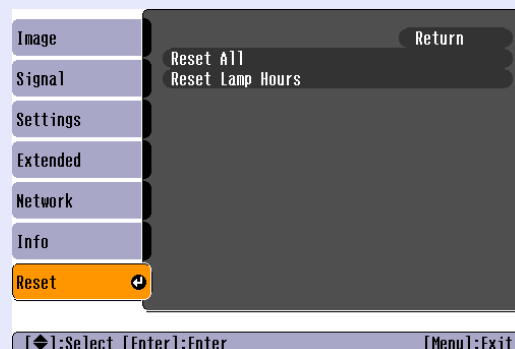 Image
Signal
Settings
Extended
Network
Info
Reset
Return
Reset All
Reset Lamp Hours
[◆]:Select [Enter]:Enter [Menu]:Exit